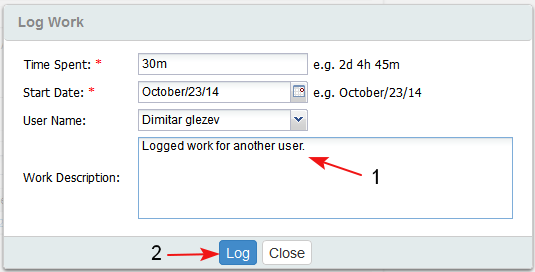 Log Work
Time Spent: * 30m e.g. 2d 4h 45m
Start Date: * October/23/14 e.g. October/23/14
User Name: Dimitar glezev
Logged work for another user.
1
Work Description:
2 Log Close